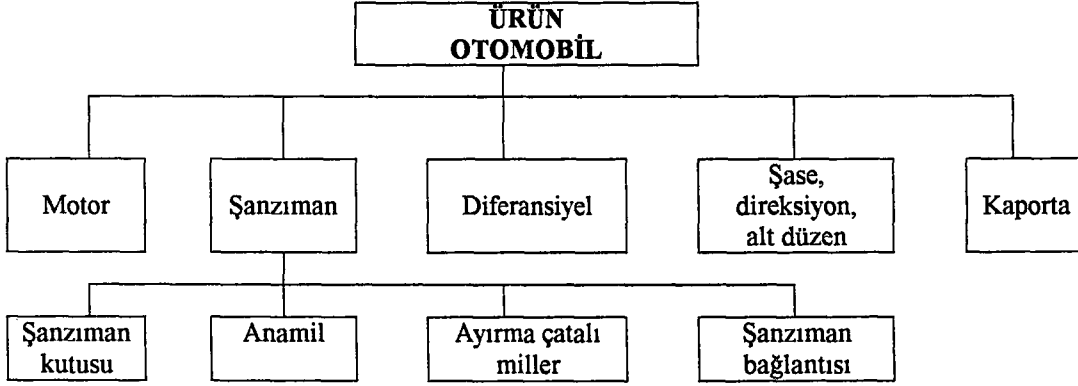 ÜRÜN
OTOMOBİL
Motor
Şanzıman
Diferansiyel
Şase,
direksiyon,
alt düzen
Kaporta
Şanzıman
kutusu
Anamil
Ayırma çatalı
miller
Şanzıman
bağlantısı